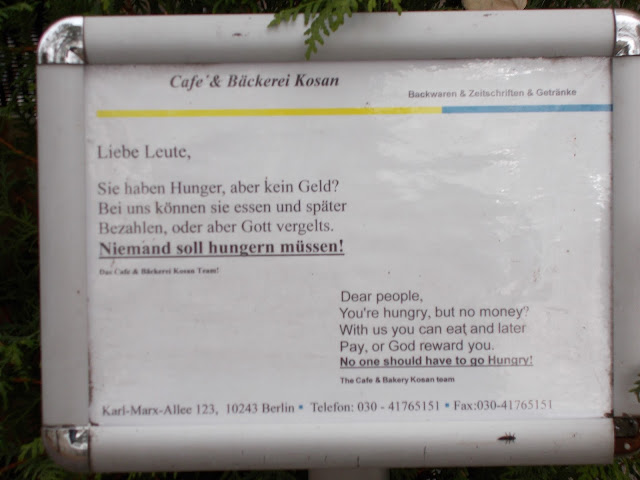 Cafe´& Bäckerei Kosan
Backwaren & Zeitschriften & Getränke
Liebe Leute,
Sie haben Hunger, aber kein Geld?
Bei uns können sie essen und später
Bezahlen, oder aber Gott vergelts.
Niemand soll hungern müssen!
Das Cafe & Bäckerei Kosan Team!
Dear people,
You're hungry, but no money?
With us you can eat, and later
Pay, or God reward you.
No one should have to go Hungry!
The Cafe & Bakery Kosan team
Karl-Marx-Allee 123, 10243 Berlin • Telefon: 030 - 41765151 • Fax:030-41765151